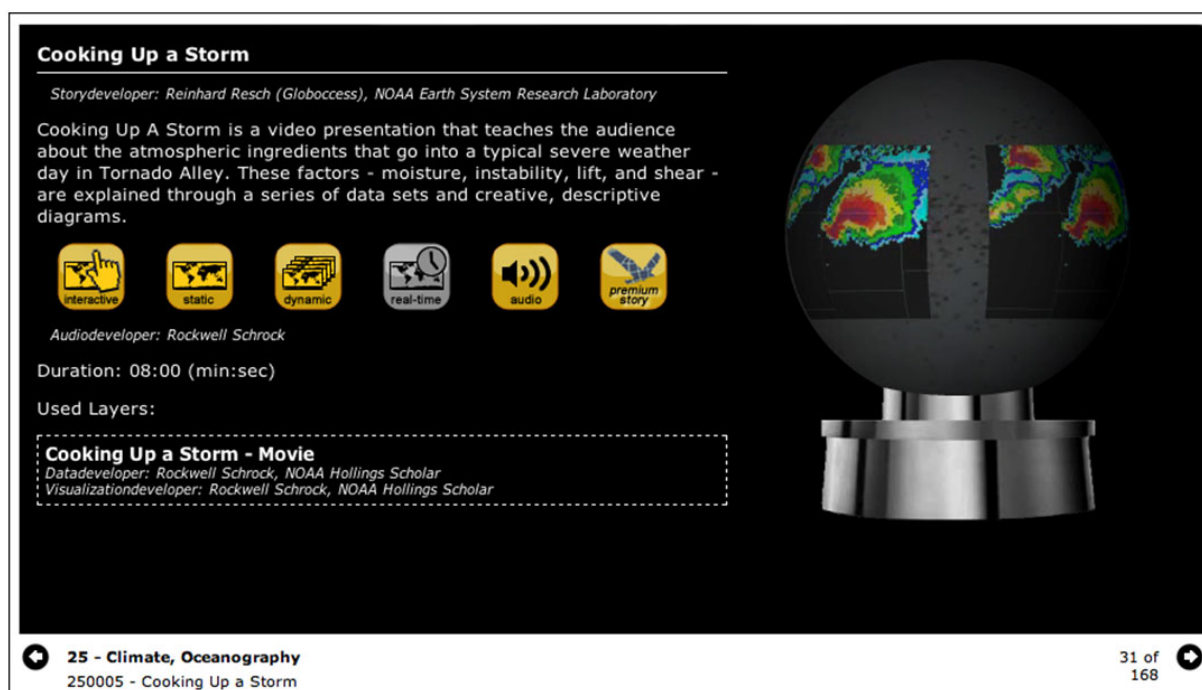 Cooking Up a Storm
Storydeveloper: Reinhard Resch (Globoccess), NOAA Earth System Research Laboratory
Cooking Up A Storm is a video presentation that teaches the audience
about the atmospheric ingredients that go into a typical severe weather
day in Tornado Alley. These factors - moisture, instability, lift, and shear -
are explained through a series of data sets and creative, descriptive
diagrams.
interactive
static
dynamic
real-time
audio
premium
story
Audiodeveloper: Rockwell Schrock
Duration: 08:00 (min:sec)
Used Layers:
Cooking Up a Storm - Movie
Datadeveloper: Rockwell Schrock, NOAA Hollings Scholar
Visualizationdeveloper: Rockwell Schrock, NOAA Hollings Scholar
25 - Climate, Oceanography
250005 - Cooking Up a Storm
31 of
168